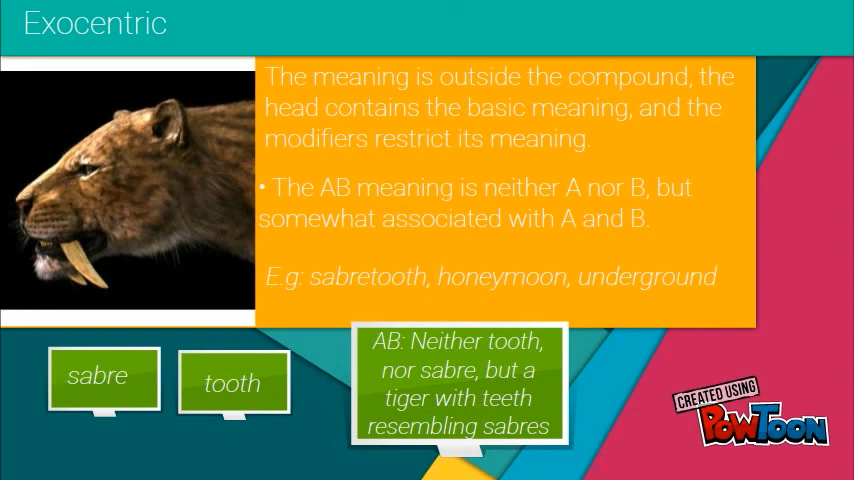 Exocentric
The meaning is outside the compound, the
head contains the basic meaning, and the
modifiers restrict its meaning.
• The AB meaning is neither A nor B, but
somewhat associated with A and B.
E.g: sabretooth, honeymoon, underground
sabre
tooth
AB: Neither tooth,
nor sabre, but a
tiger with teeth
resembling sabres
CREATED USING
POWTOON